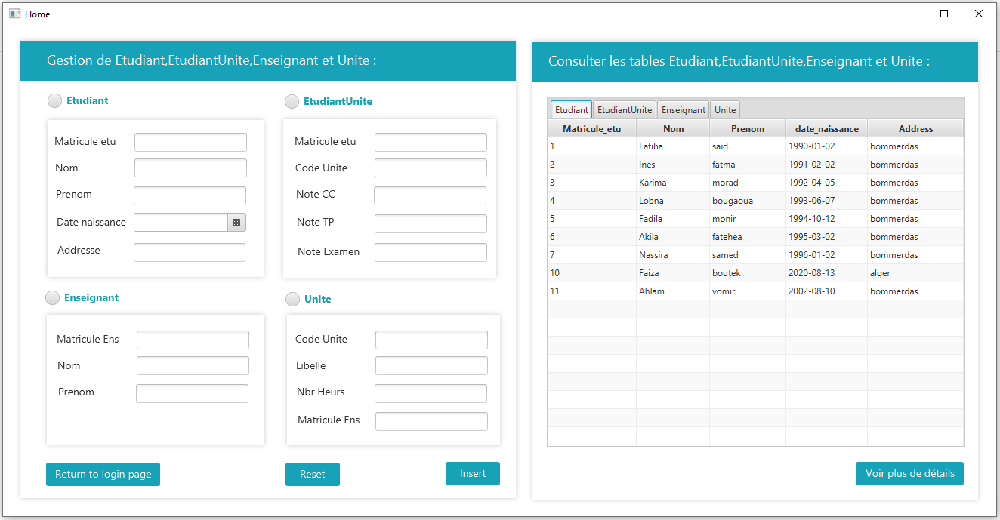 Home
Gestion de Etudiant,EtudiantUnite,Enseignant et Unite :
Etudiant
Matricule etu
Nom
Prenom
Date naissance
Addresse
EtudiantUnite
Matricule etu
Code Unite
Note CC
Note TP
Note Examen
Enseignant
Matricule Ens
Nom
Prenom
Unite
Code Unite
Libelle
Nbr Heurs
Matricule Ens
Return to login page
Reset
Insert
Consulter les tables Etudiant,EtudiantUnite,Enseignant et Unite :
Etudiant EtudiantUnite Enseignant Unite
Matricule_etu Nom Prenom date_naissance Address
1 Fatiha said 1990-01-02 bommerdas
2 Ines fatma 1991-02-02 bommerdas
3 Karima morad 1992-04-05 bommerdas
4 Lobna bougaoua 1993-06-07 bommerdas
5 Fadila monir 1994-10-12 bommerdas
6 Akila fatehea 1995-03-02 bommerdas
7 Nassira samed 1996-01-02 bommerdas
10 Faiza boutek 2020-08-13 alger
11 Ahlam vomir 2002-08-10 bommerdas
Voir plus de détails